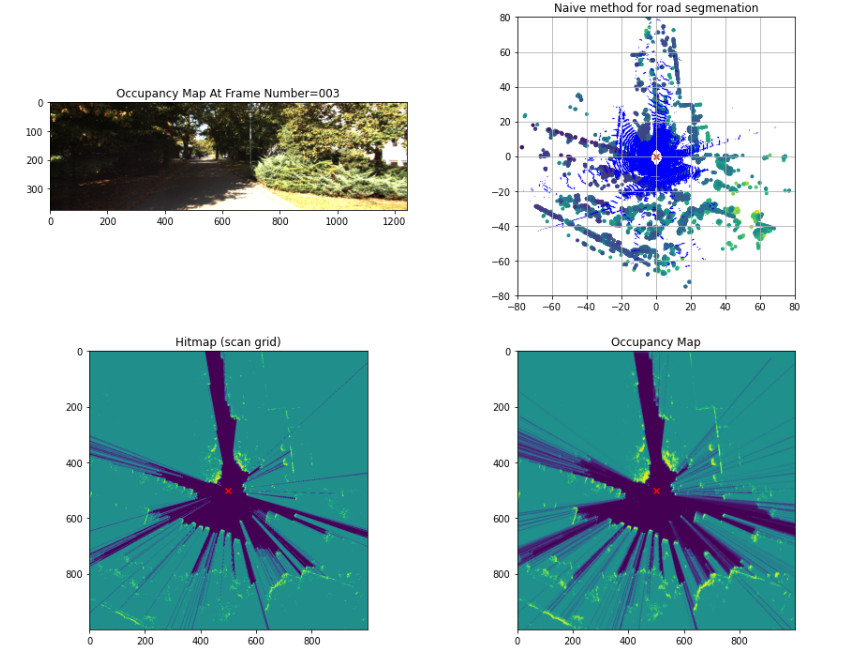 Naive method for road segmenation
80
60
40
20
0
−20
−40
−60
−80
−80 −60 −40 −20 0 20 40 60 80
Occupancy Map At Frame Number=003
0
100
200
300
0 200 400 600 800 1000 1200
Hitmap (scan grid)
0
200
400
600
800
0 200 400 600 800
Occupancy Map
0
200
400
600
800
0 200 400 600 800